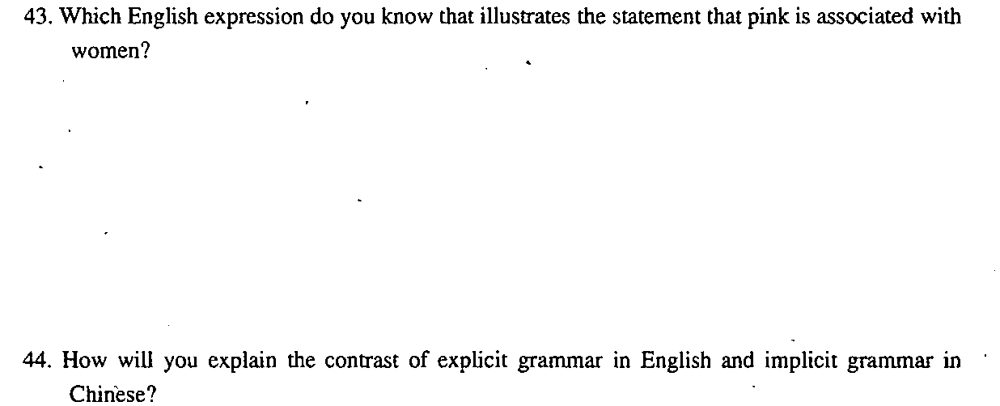 43. Which English expression do you know that illustrates the statement that pink is associated with
women?
44. How will you explain the contrast of explicit grammar in English and implicit grammar in
Chinese?